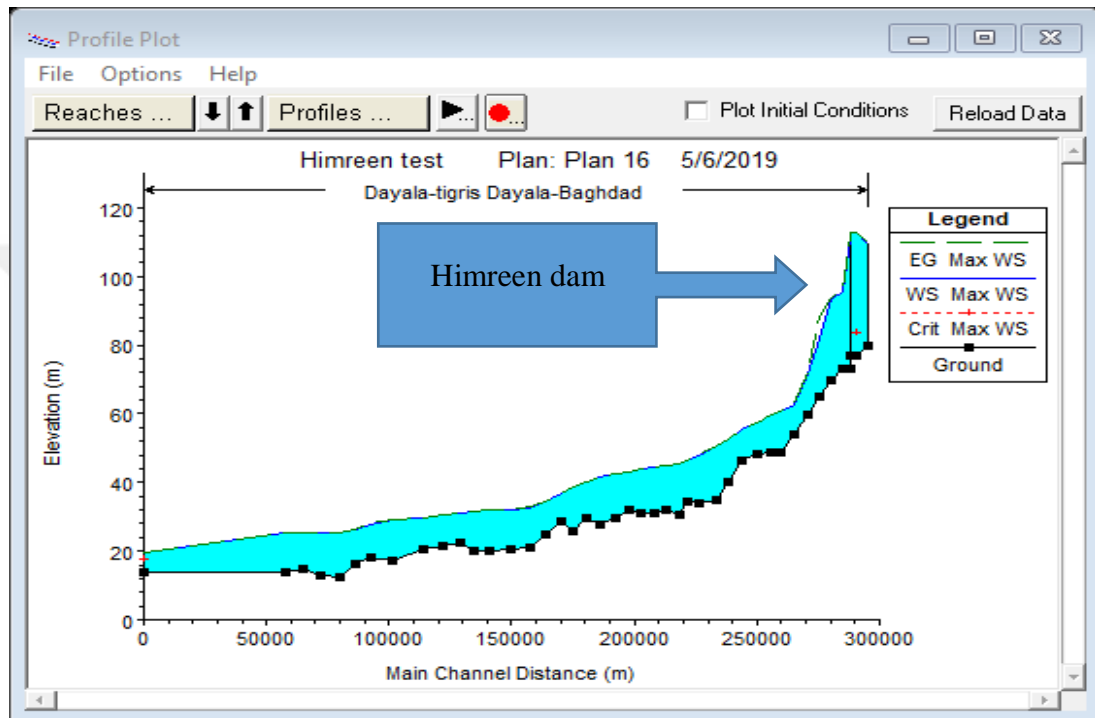 Profile Plot
File Options Help
Reaches ... Profiles ... Plot Initial Conditions Reload Data
Himreen test Plan: Plan 16 5/6/2019
Dayala-tigris Dayala-Baghdad
Himreen dam
Legend
EG Max WS
WS Max WS
Crit Max WS
Ground
Elevation (m)
120
100
80
60
40
20
0
0 50000 100000 150000 200000 250000 300000
Main Channel Distance (m)